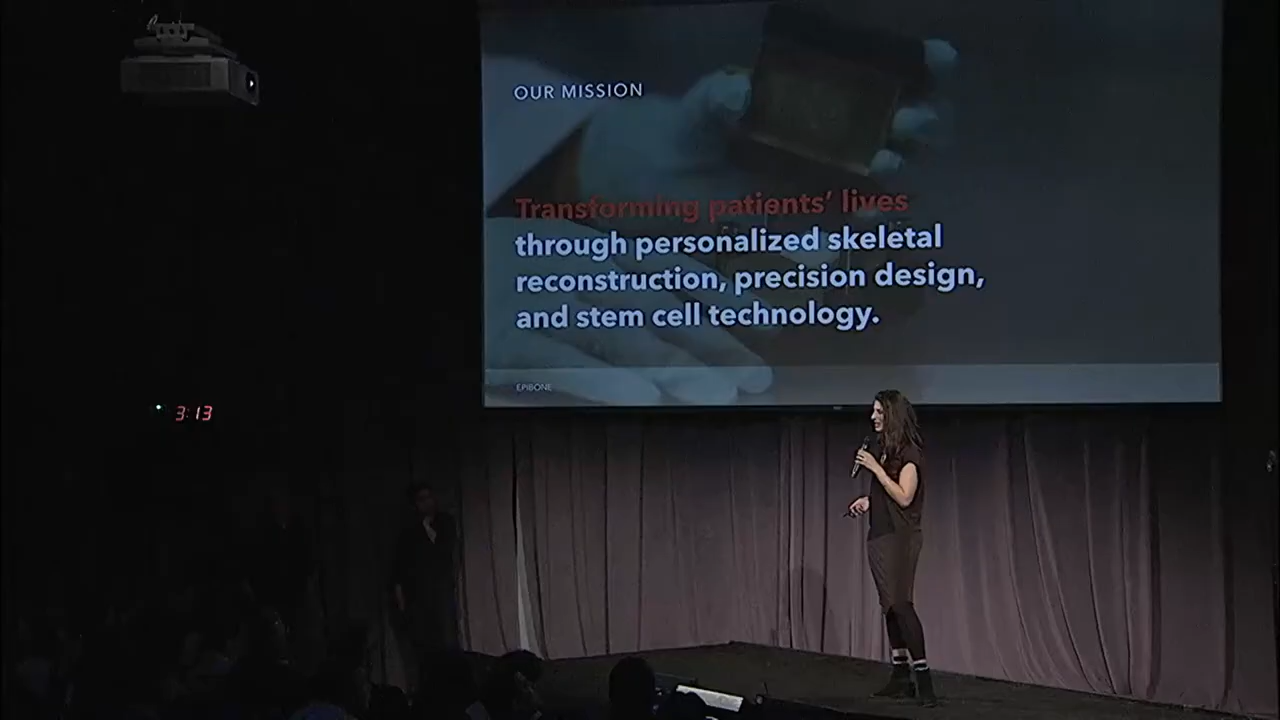 OUR MISSION
Transforming patients’ lives
through personalized skeletal
reconstruction, precision design,
and stem cell technology.
EPIBONE
3:13